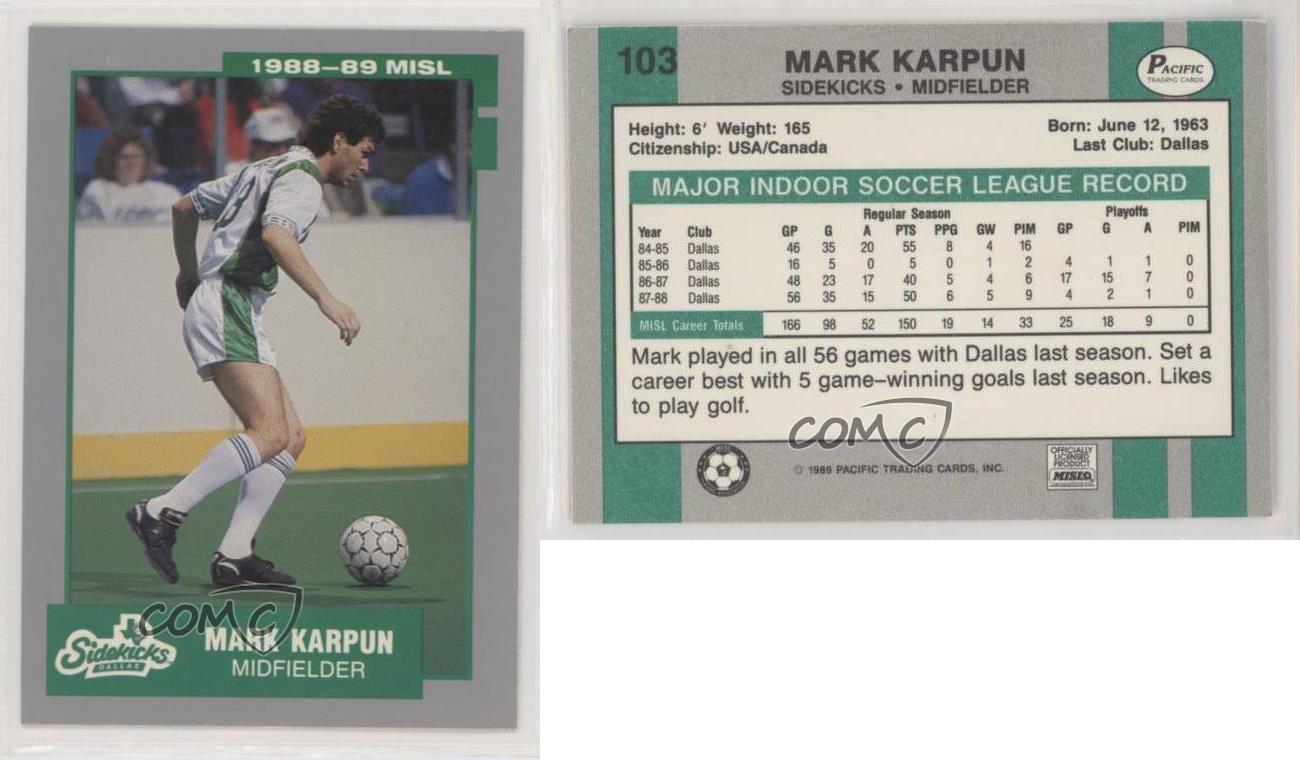 1988-89 MISL
Sidekicks
DALLAS
MARK KARPUN
MIDFIELDER
COMC
103
MARK KARPUN
SIDEKICKS • MIDFIELDER
PACIFIC
TRADING CARDS
Height: 6' Weight: 165 Born: June 12, 1963
Citizenship: USA/Canada Last Club: Dallas
MAJOR INDOOR SOCCER LEAGUE RECORD
Regular Season Playoffs
Year Club GP G A PTS PPG GW PIM GP G A PIM
84-85 Dallas 46 35 20 55 8 4 16
85-86 Dallas 16 5 0 5 0 1 2 4 1 1 0
86-87 Dallas 48 23 17 40 5 4 6 17 15 7 0
87-88 Dallas 56 35 15 50 6 5 9 4 2 1 0
MISL Career Totals 166 98 52 150 19 14 33 25 18 9 0
Mark played in all 56 games with Dallas last season. Set a
career best with 5 game-winning goals last season. Likes
to play golf.
COMC
© 1989 PACIFIC TRADING CARDS, INC.
OFFICIALLY
LICENSED
PRODUCT